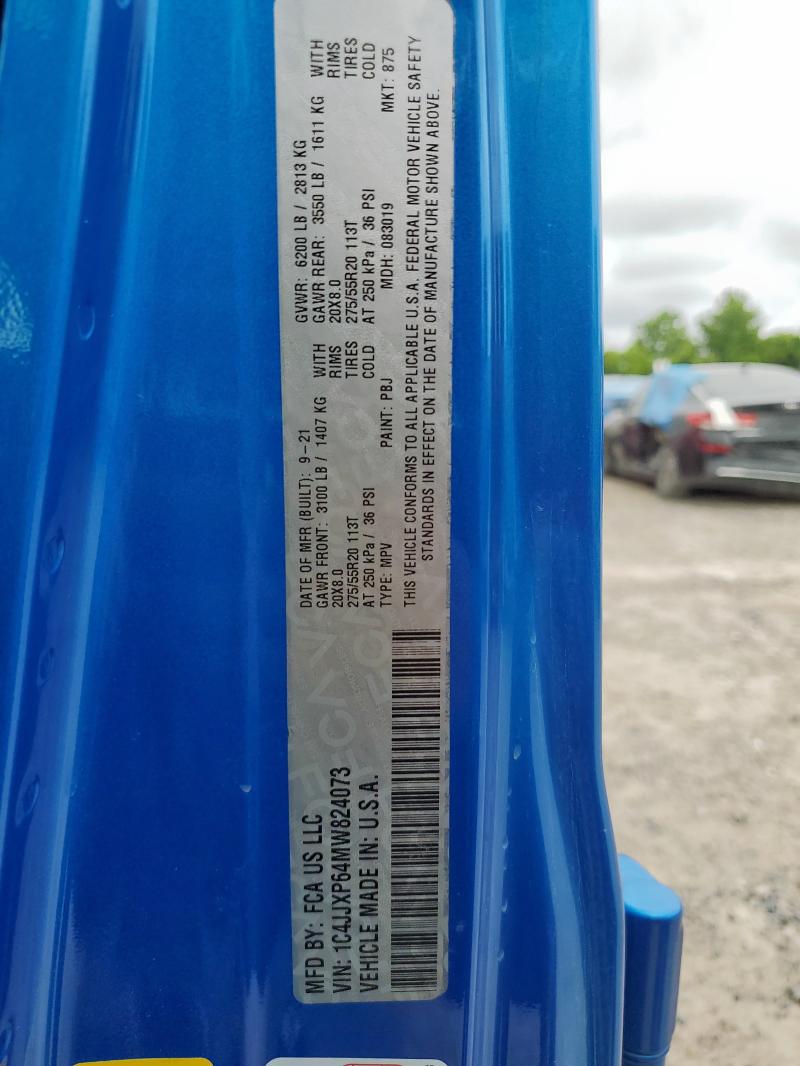 MFD BY: FCA US LLC
VIN: 1C4JJXP64MW824073
VEHICLE MADE IN: U.S.A.
DATE OF MFR (BUILT): 9-21 GVWR: 6200 LB / 2813 KG
GAWR FRONT: 3100 LB / 1407 KG WITH GAWR REAR: 3550 LB / 1611 KG WITH
20X8.0 RIMS 20X8.0 RIMS
275/55R20 113T TIRES 275/55R20 113T TIRES
AT 250 kPa / 36 PSI COLD AT 250 kPa / 36 PSI COLD
TYPE: MPV PAINT: PBJ MDH: 083019 MKT: 875
THIS VEHICLE CONFORMS TO ALL APPLICABLE U.S.A. FEDERAL MOTOR VEHICLE SAFETY
STANDARDS IN EFFECT ON THE DATE OF MANUFACTURE SHOWN ABOVE.